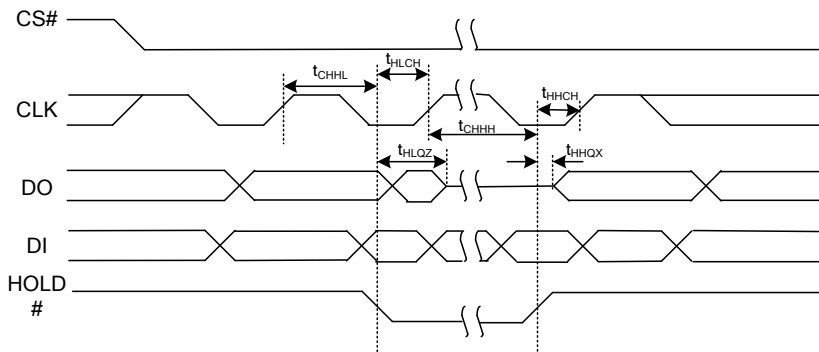 CS#
tCHHL
tHLCH
tHHCH
CLK
tCHHH
tHLQZ
tHHQX
DO
DI
HOLD
#